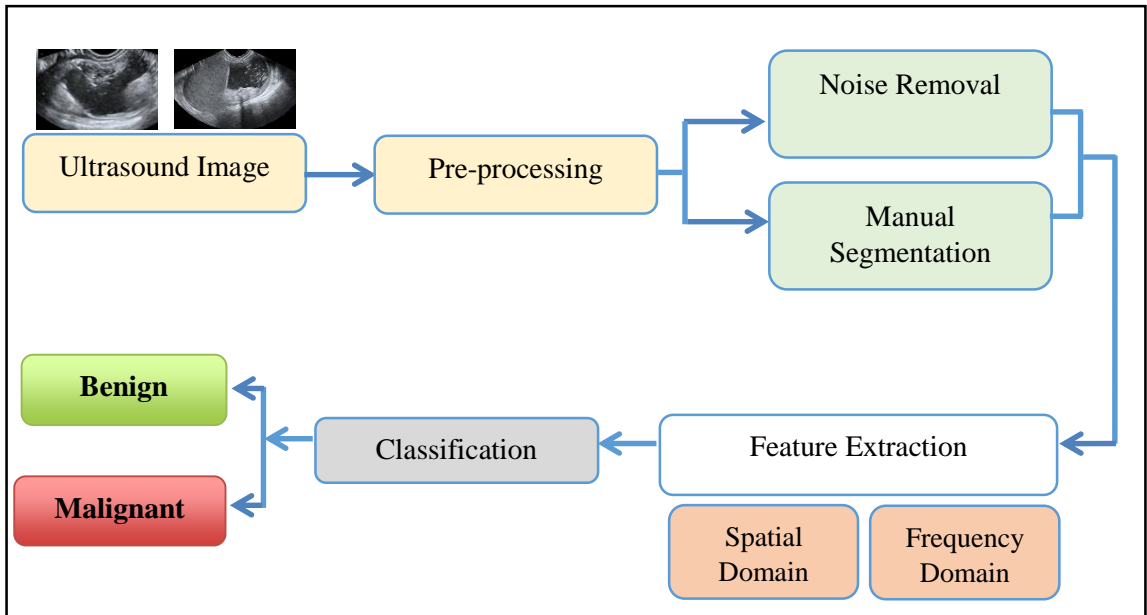 Ultrasound Image
Pre-processing
Noise Removal
Manual
Segmentation
Feature Extraction
Spatial
Domain
Frequency
Domain
Classification
Benign
Malignant